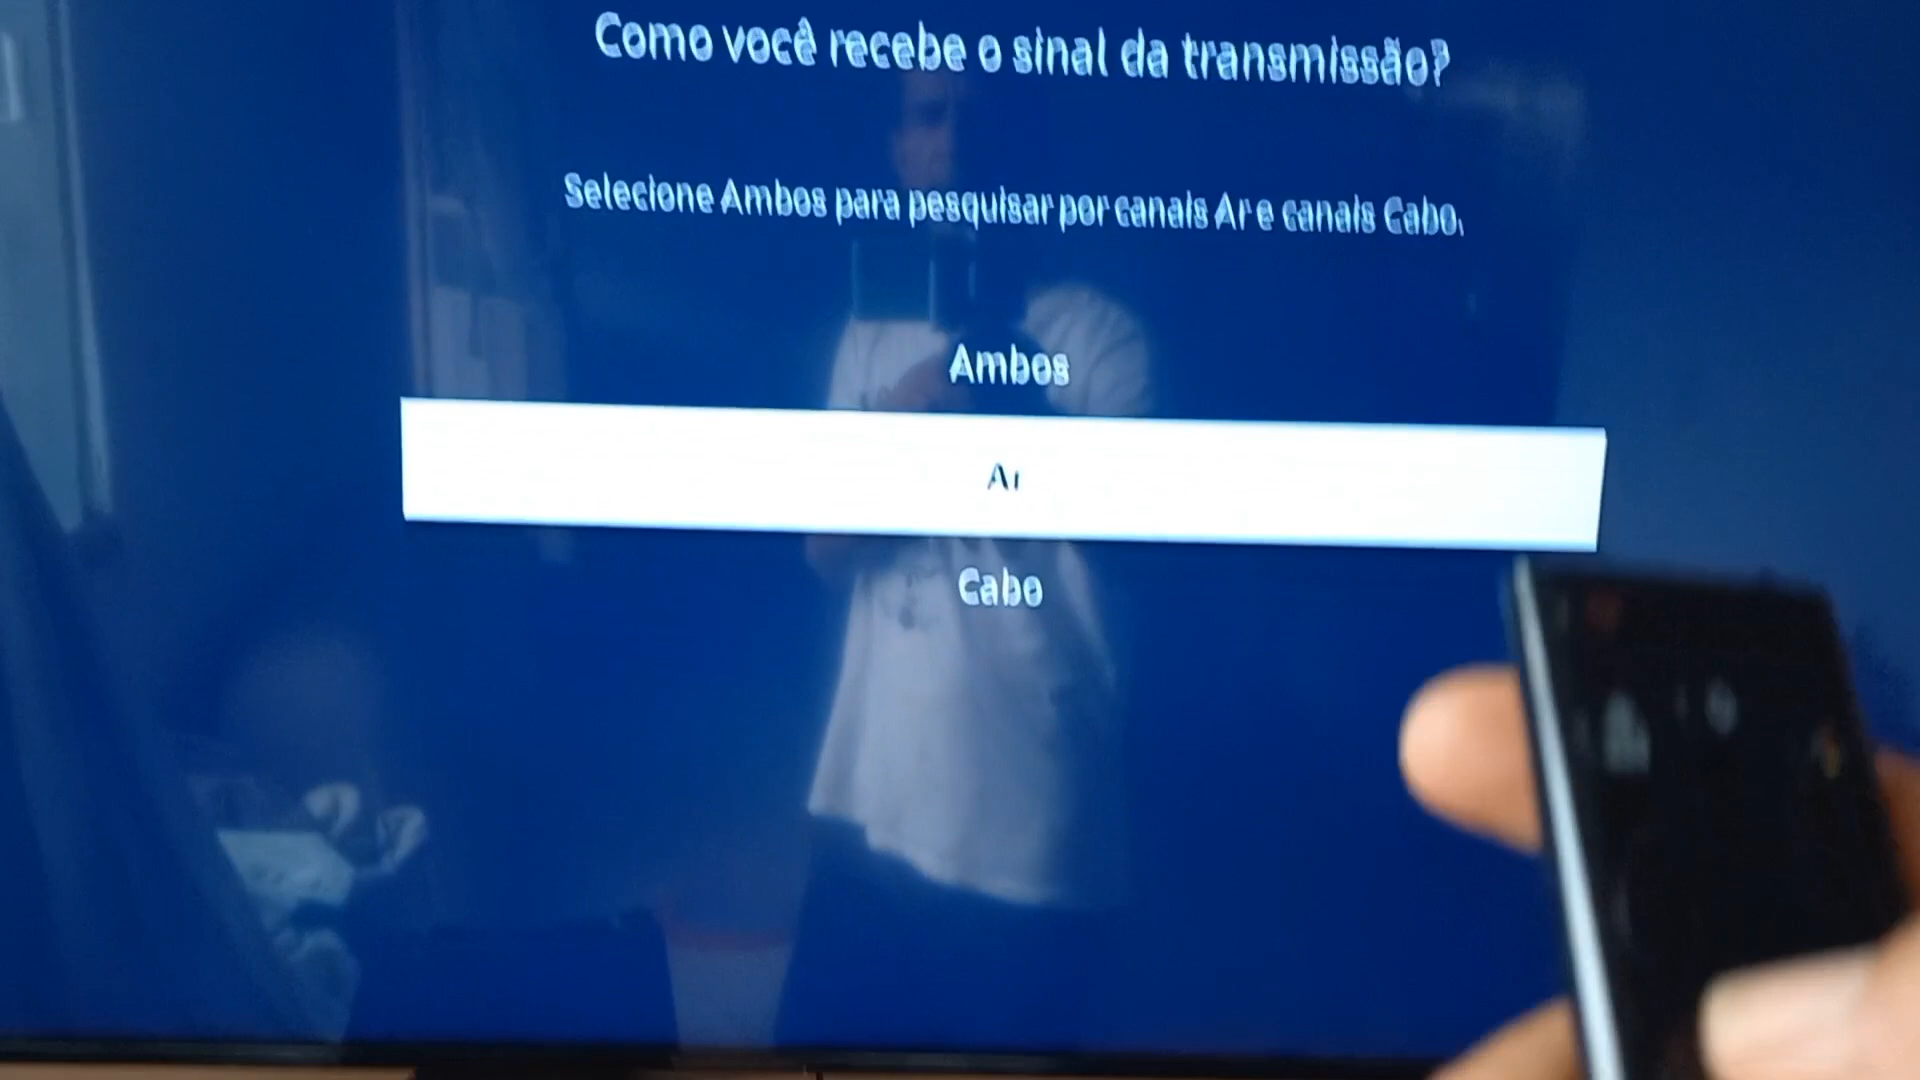 Como você recebe o sinal da transmissão?
Selecione Ambos para pesquisar por canais Ar e canais Cabo.
Ambos
Ar
Cabo